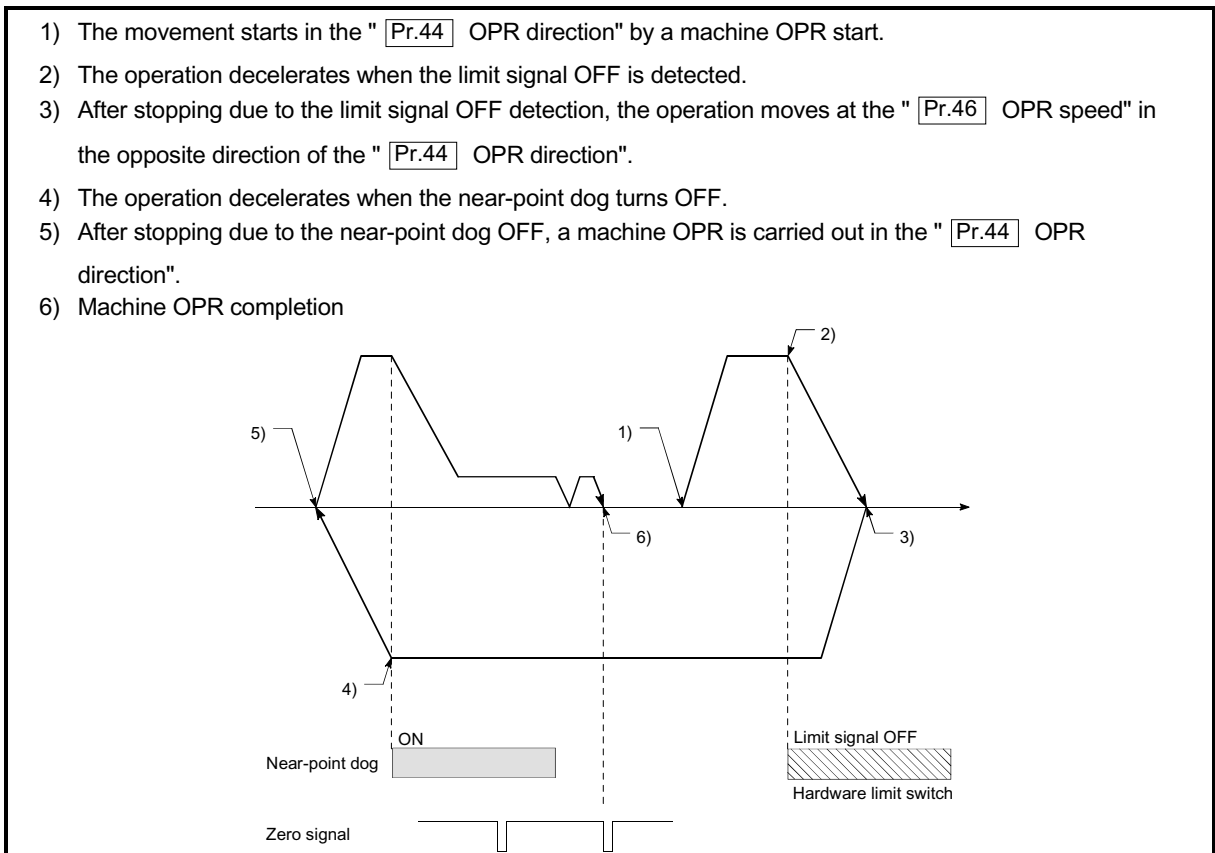 1) The movement starts in the " Pr.44 OPR direction" by a machine OPR start.
2) The operation decelerates when the limit signal OFF is detected.
3) After stopping due to the limit signal OFF detection, the operation moves at the " Pr.46 OPR speed" in
the opposite direction of the " Pr.44 OPR direction".
4) The operation decelerates when the near-point dog turns OFF.
5) After stopping due to the near-point dog OFF, a machine OPR is carried out in the " Pr.44 OPR
direction".
6) Machine OPR completion
2)
5)
1)
6)
3)
4)
ON
Limit signal OFF
Near-point dog
Hardware limit switch
Zero signal